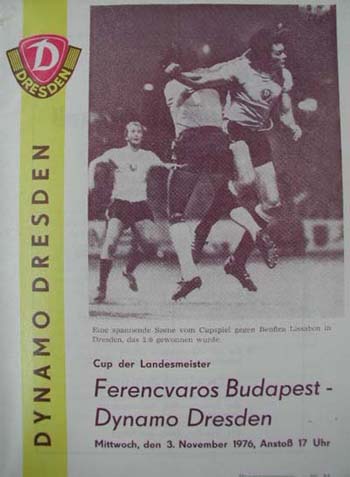 D
DRESDEN
DYNAMO DRESDEN
Eine spannende Szene vom Cupspiel gegen Benfica Lissabon in
Dresden, das 2:0 gewonnen wurde.
Cup der Landesmeister
Ferencvaros Budapest -
Dynamo Dresden
Mittwoch, den 3. November 1976, Anstoß 17 Uhr